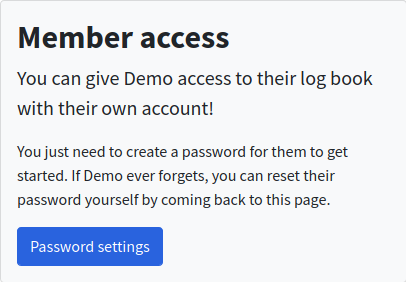 Member access
You can give Demo access to their log book
with their own account!
You just need to create a password for them to get
started. If Demo ever forgets, you can reset their
password yourself by coming back to this page.
Password settings